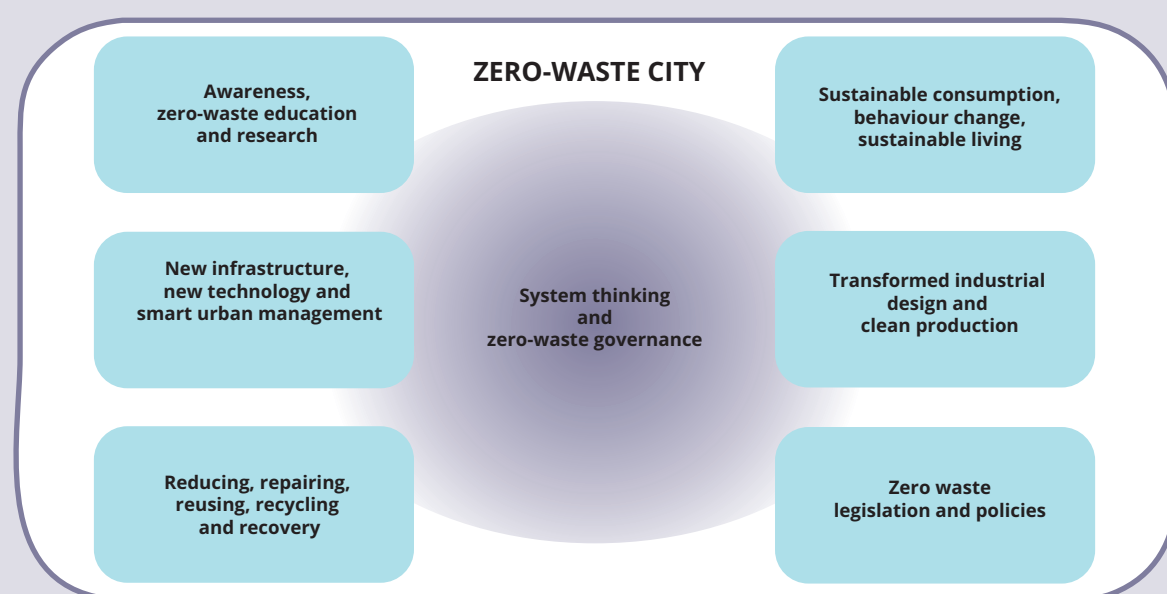 ZERO-WASTE CITY
Awareness,
zero-waste education
and research
Sustainable consumption,
behaviour change,
sustainable living
New infrastructure,
new technology and
smart urban management
System thinking
and
zero-waste governance
Transformed industrial
design and
clean production
Reducing, repairing,
reusing, recycling
and recovery
Zero waste
legislation and policies